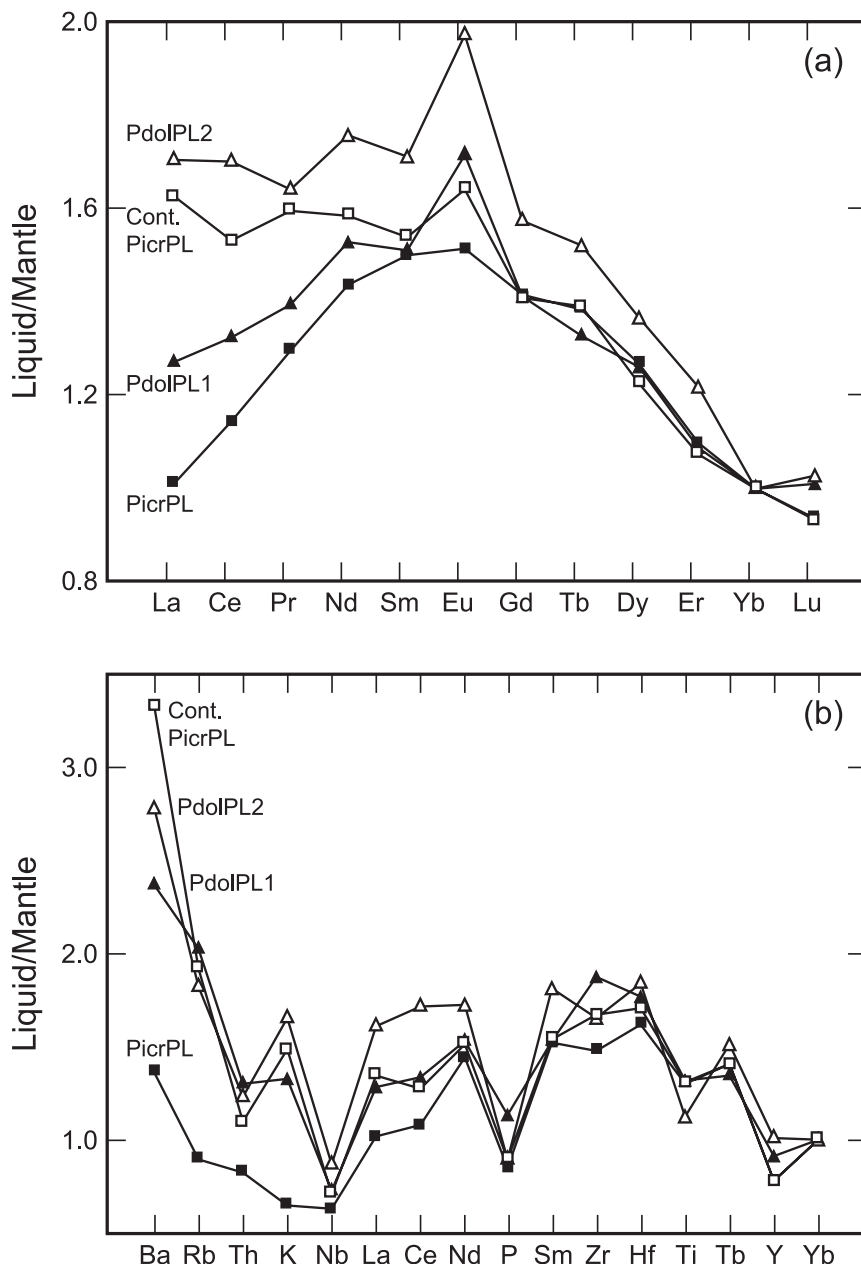 2.0
(a)
PdolPL2
1.6
Cont.
PicrPL
Liquid/Mantle
PdolPL1
1.2
PicrPL
0.8
La Ce Pr Nd Sm Eu Gd Tb Dy Er Yb Lu
Cont.
PicrPL
(b)
3.0
PdolPL2
PdolPL1
Liquid/Mantle
2.0
PicrPL
1.0
Ba Rb Th K Nb La Ce Nd P Sm Zr Hf Ti Tb Y Yb